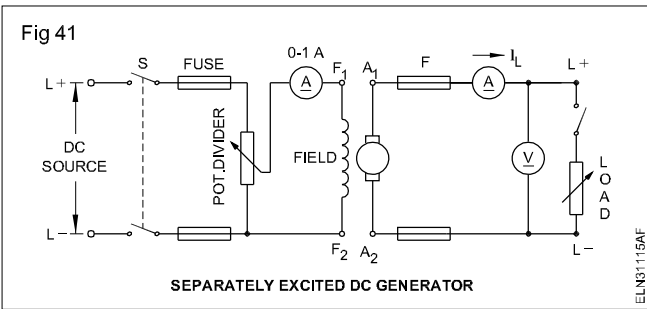 Fig 41
S
FUSE
0-1 A
F1
A1
F
IL
L+
L+
A
A
DC
SOURCE
POT.DIVIDER
FIELD
V
LOAD
L-
F2
A2
L-
SEPARATELY EXCITED DC GENERATOR
ELN31115AF